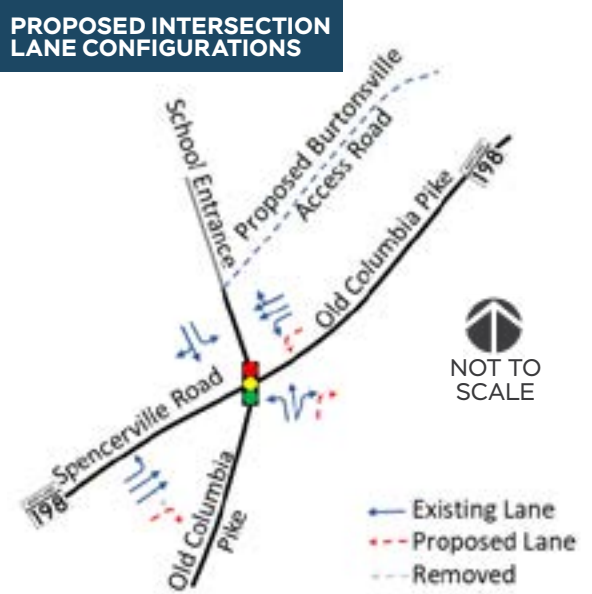 PROPOSED INTERSECTION
LANE CONFIGURATIONS
School Entrance
Proposed Burtonsville
Access Road
Old Columbia Pike
198
NOT TO
SCALE
Spencerville Road
198
Old Columbia
Pike
Existing Lane
Proposed Lane
Removed